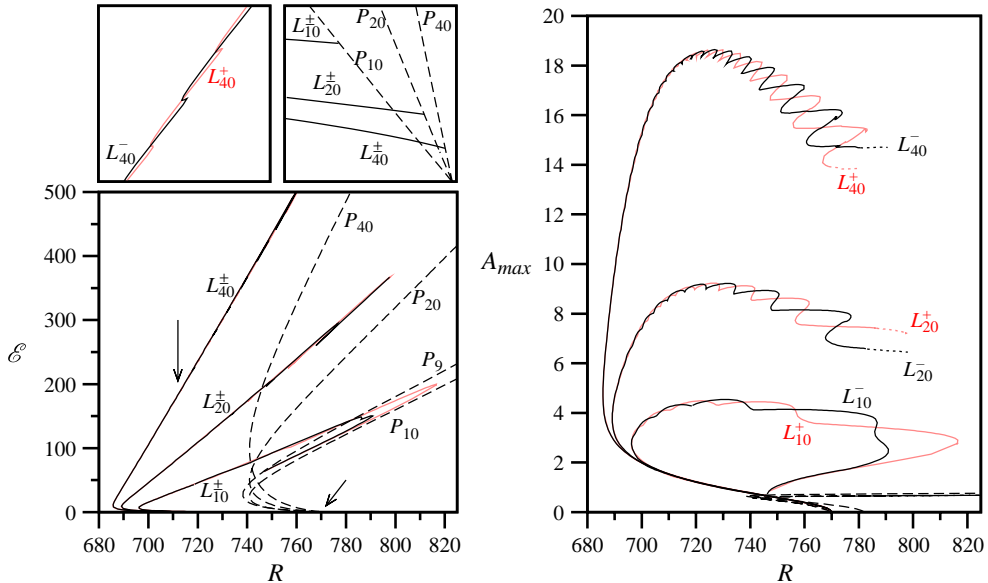 L₄₀⁺
L₄₀⁻
L₁₀^±
P₂₀
P₄₀
P₁₀
L₂₀^±
L₄₀^±
500
400
300
200
100
0
ℰ
L₄₀^±
L₂₀^±
L₁₀^±
P₄₀
P₂₀
P₉
P₁₀
680 700 720 740 760 780 800 820
R
20
18
16
14
12
10
8
6
4
2
0
A_max
L₄₀⁻
L₄₀⁺
L₂₀⁺
L₂₀⁻
L₁₀⁻
L₁₀⁺
680 700 720 740 760 780 800 820
R